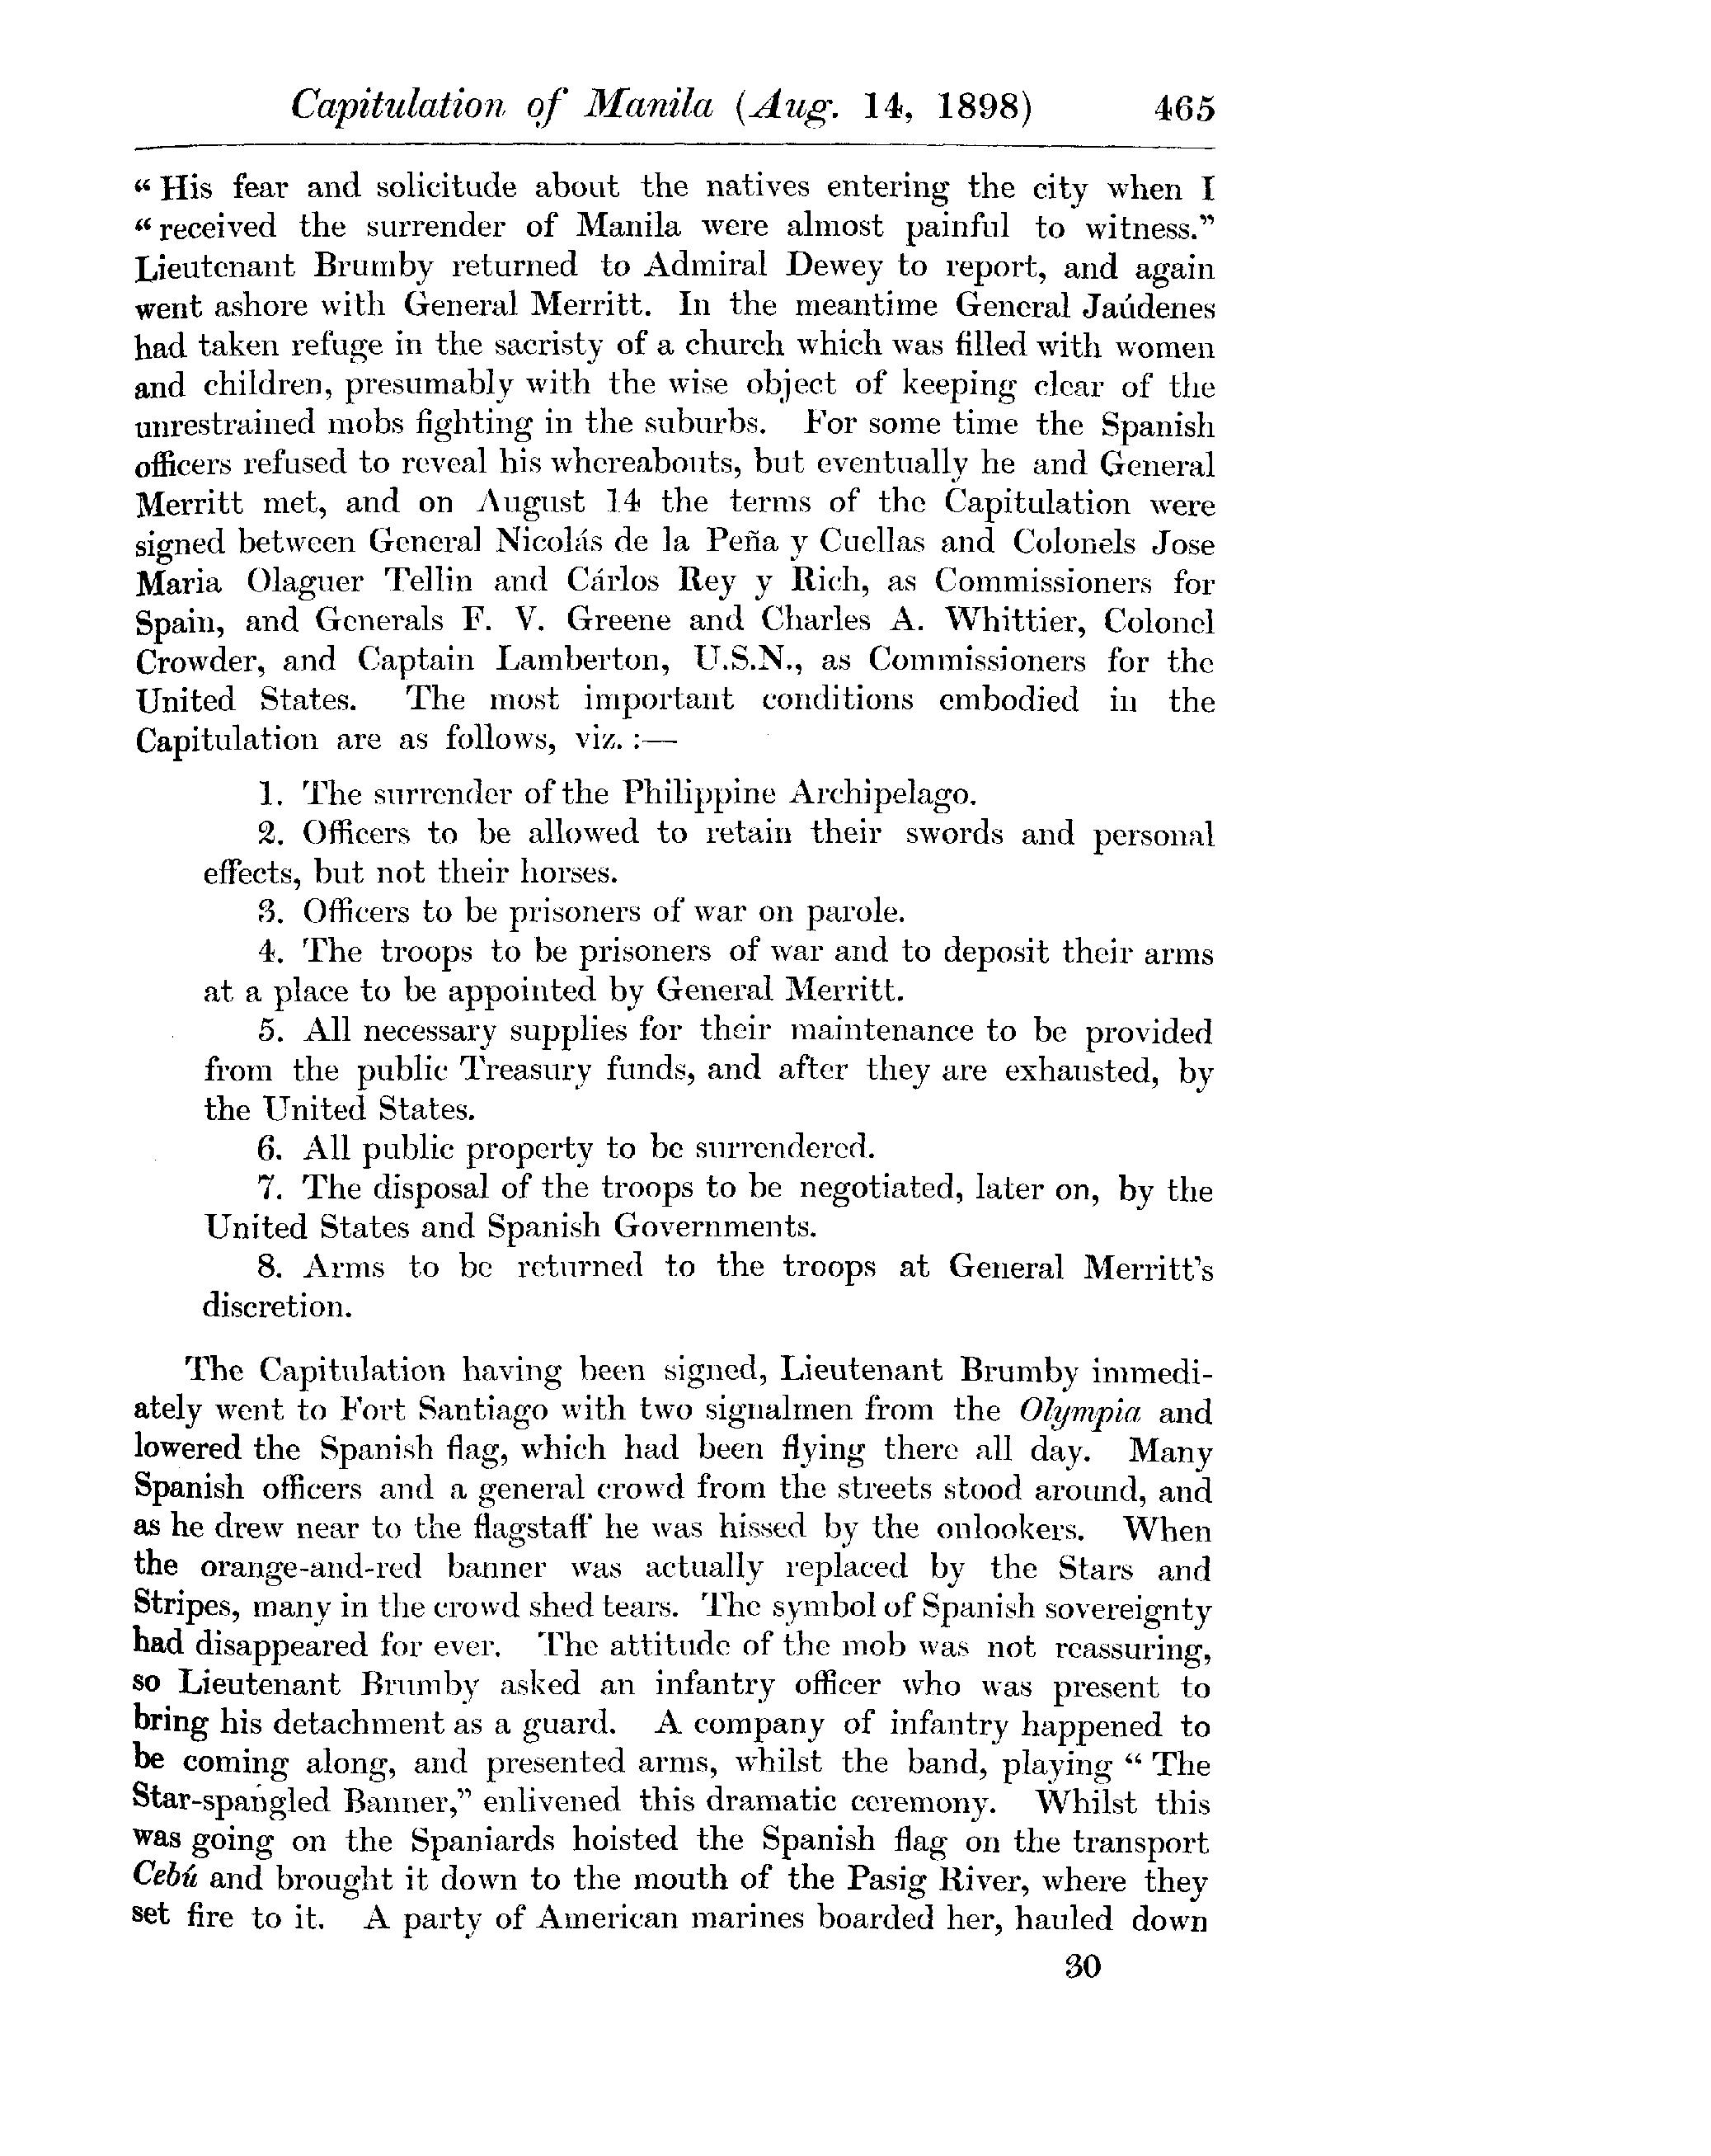 Capitulation of Manila (Aug. 14, 1898) 465
“ His fear and solicitude about the natives entering the city when I
“ received the surrender of Manila were almost painful to witness.”
Lieutenant Brumby returned to Admiral Dewey to report, and again
went ashore with General Merritt. In the meantime General Jaúdenes
had taken refuge in the sacristy of a church which was filled with women
and children, presumably with the wise object of keeping clear of the
unrestrained mobs fighting in the suburbs. For some time the Spanish
officers refused to reveal his whereabouts, but eventually he and General
Merritt met, and on August 14 the terms of the Capitulation were
signed between General Nicolás de la Peña y Cuellas and Colonels Jose
Maria Olaguer Tellin and Cárlos Rey y Rich, as Commissioners for
Spain, and Generals F. V. Greene and Charles A. Whittier, Colonel
Crowder, and Captain Lamberton, U.S.N., as Commissioners for the
United States. The most important conditions embodied in the
Capitulation are as follows, viz. :—
1. The surrender of the Philippine Archipelago.
2. Officers to be allowed to retain their swords and personal
effects, but not their horses.
3. Officers to be prisoners of war on parole.
4. The troops to be prisoners of war and to deposit their arms
at a place to be appointed by General Merritt.
5. All necessary supplies for their maintenance to be provided
from the public Treasury funds, and after they are exhausted, by
the United States.
6. All public property to be surrendered.
7. The disposal of the troops to be negotiated, later on, by the
United States and Spanish Governments.
8. Arms to be returned to the troops at General Merritt's
discretion.
The Capitulation having been signed, Lieutenant Brumby immedi-
ately went to Fort Santiago with two signalmen from the Olympia and
lowered the Spanish flag, which had been flying there all day. Many
Spanish officers and a general crowd from the streets stood around, and
as he drew near to the flagstaff he was hissed by the onlookers. When
the orange-and-red banner was actually replaced by the Stars and
Stripes, many in the crowd shed tears. The symbol of Spanish sovereignty
had disappeared for ever. The attitude of the mob was not reassuring,
so Lieutenant Brumby asked an infantry officer who was present to
bring his detachment as a guard. A company of infantry happened to
be coming along, and presented arms, whilst the band, playing “ The
Star-spangled Banner,” enlivened this dramatic ceremony. Whilst this
was going on the Spaniards hoisted the Spanish flag on the transport
Cebú and brought it down to the mouth of the Pasig River, where they
set fire to it. A party of American marines boarded her, hauled down
30